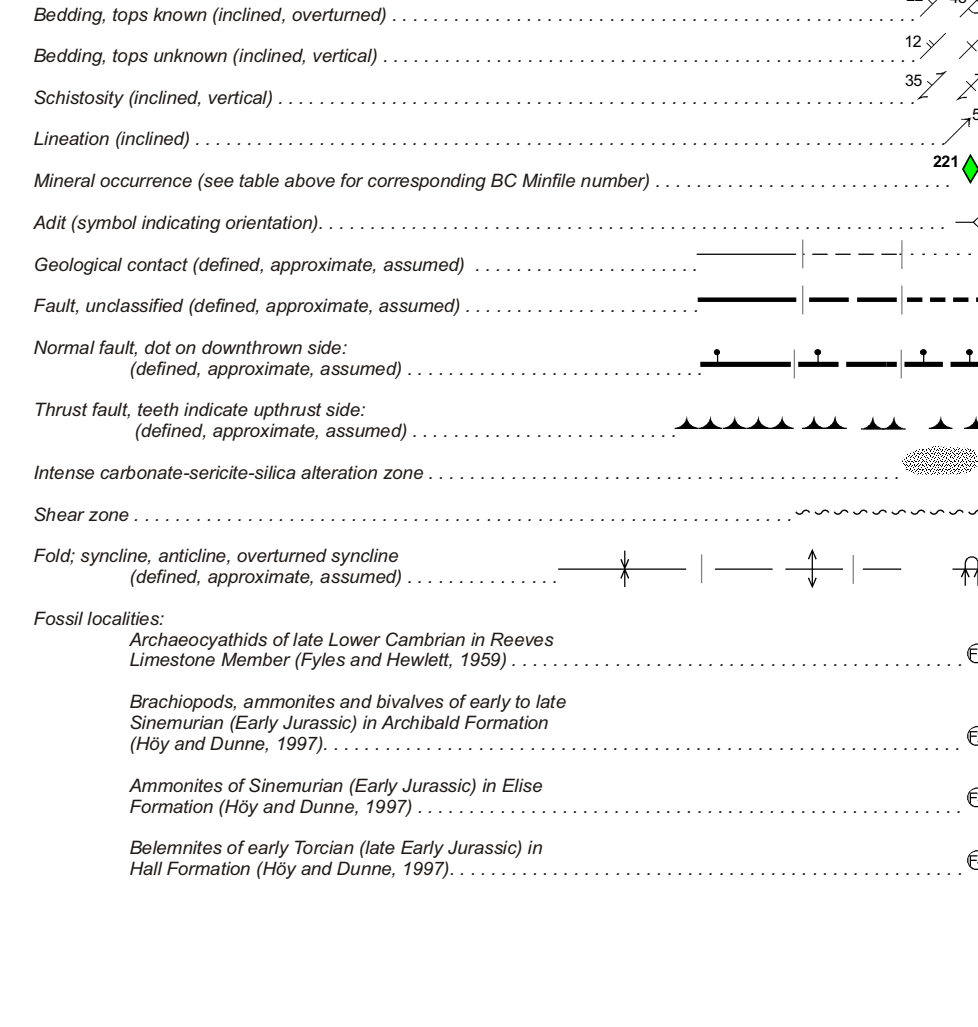 Bedding, tops known (inclined, overturned)
Bedding, tops unknown (inclined, vertical) 12
Schistosity (inclined, vertical) 35
Lineation (inclined)
Mineral occurrence (see table above for corresponding BC Minfile number) 221
Adit (symbol indicating orientation)
Geological contact (defined, approximate, assumed)
Fault, unclassified (defined, approximate, assumed)
Normal fault, dot on downthrown side:
(defined, approximate, assumed)
Thrust fault, teeth indicate upthrust side:
(defined, approximate, assumed)
Intense carbonate-sericite-silica alteration zone
Shear zone
Fold; syncline, anticline, overturned syncline
(defined, approximate, assumed)
Fossil localities:
Archaeocyathids of late Lower Cambrian in Reeves
Limestone Member (Fyles and Hewlett, 1959)
Brachiopods, ammonites and bivalves of early to late
Sinemurian (Early Jurassic) in Archibald Formation
(Höy and Dunne, 1997)
Ammonites of Sinemurian (Early Jurassic) in Elise
Formation (Höy and Dunne, 1997)
Belemnites of early Torcian (late Early Jurassic) in
Hall Formation (Höy and Dunne, 1997)